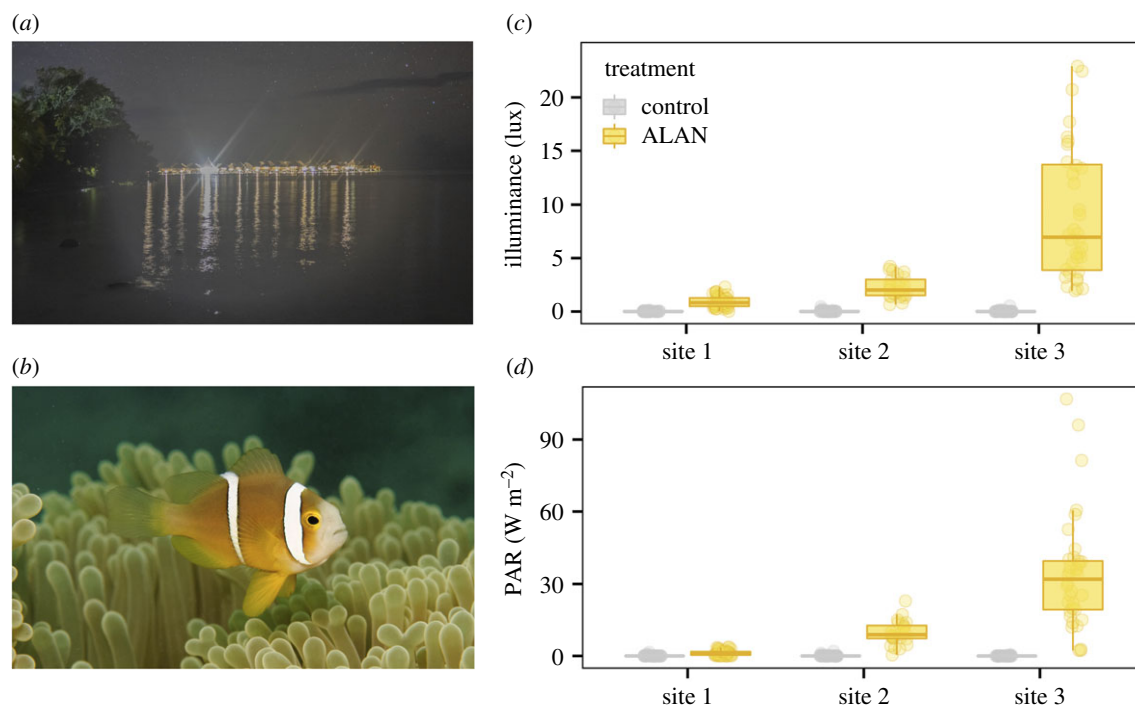 (a)
(c)
illuminance (lux)
20
15
10
5
0
treatment
control
ALAN
site 1 site 2 site 3
(b)
(d)
PAR (W m⁻²)
90
60
30
0
site 1 site 2 site 3